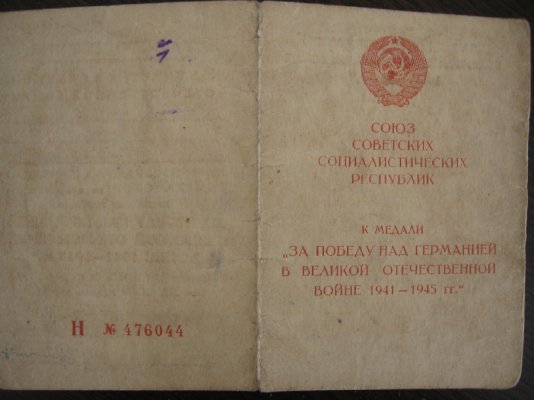 Н № 476044
СОЮЗ
СОВЕТСКИХ
СОЦИАЛИСТИЧЕСКИХ
РЕСПУБЛИК
К МЕДАЛИ
„ЗА ПОБЕДУ НАД ГЕРМАНИЕЙ
В ВЕЛИКОЙ ОТЕЧЕСТВЕННОЙ
ВОЙНЕ 1941—1945 гг.“